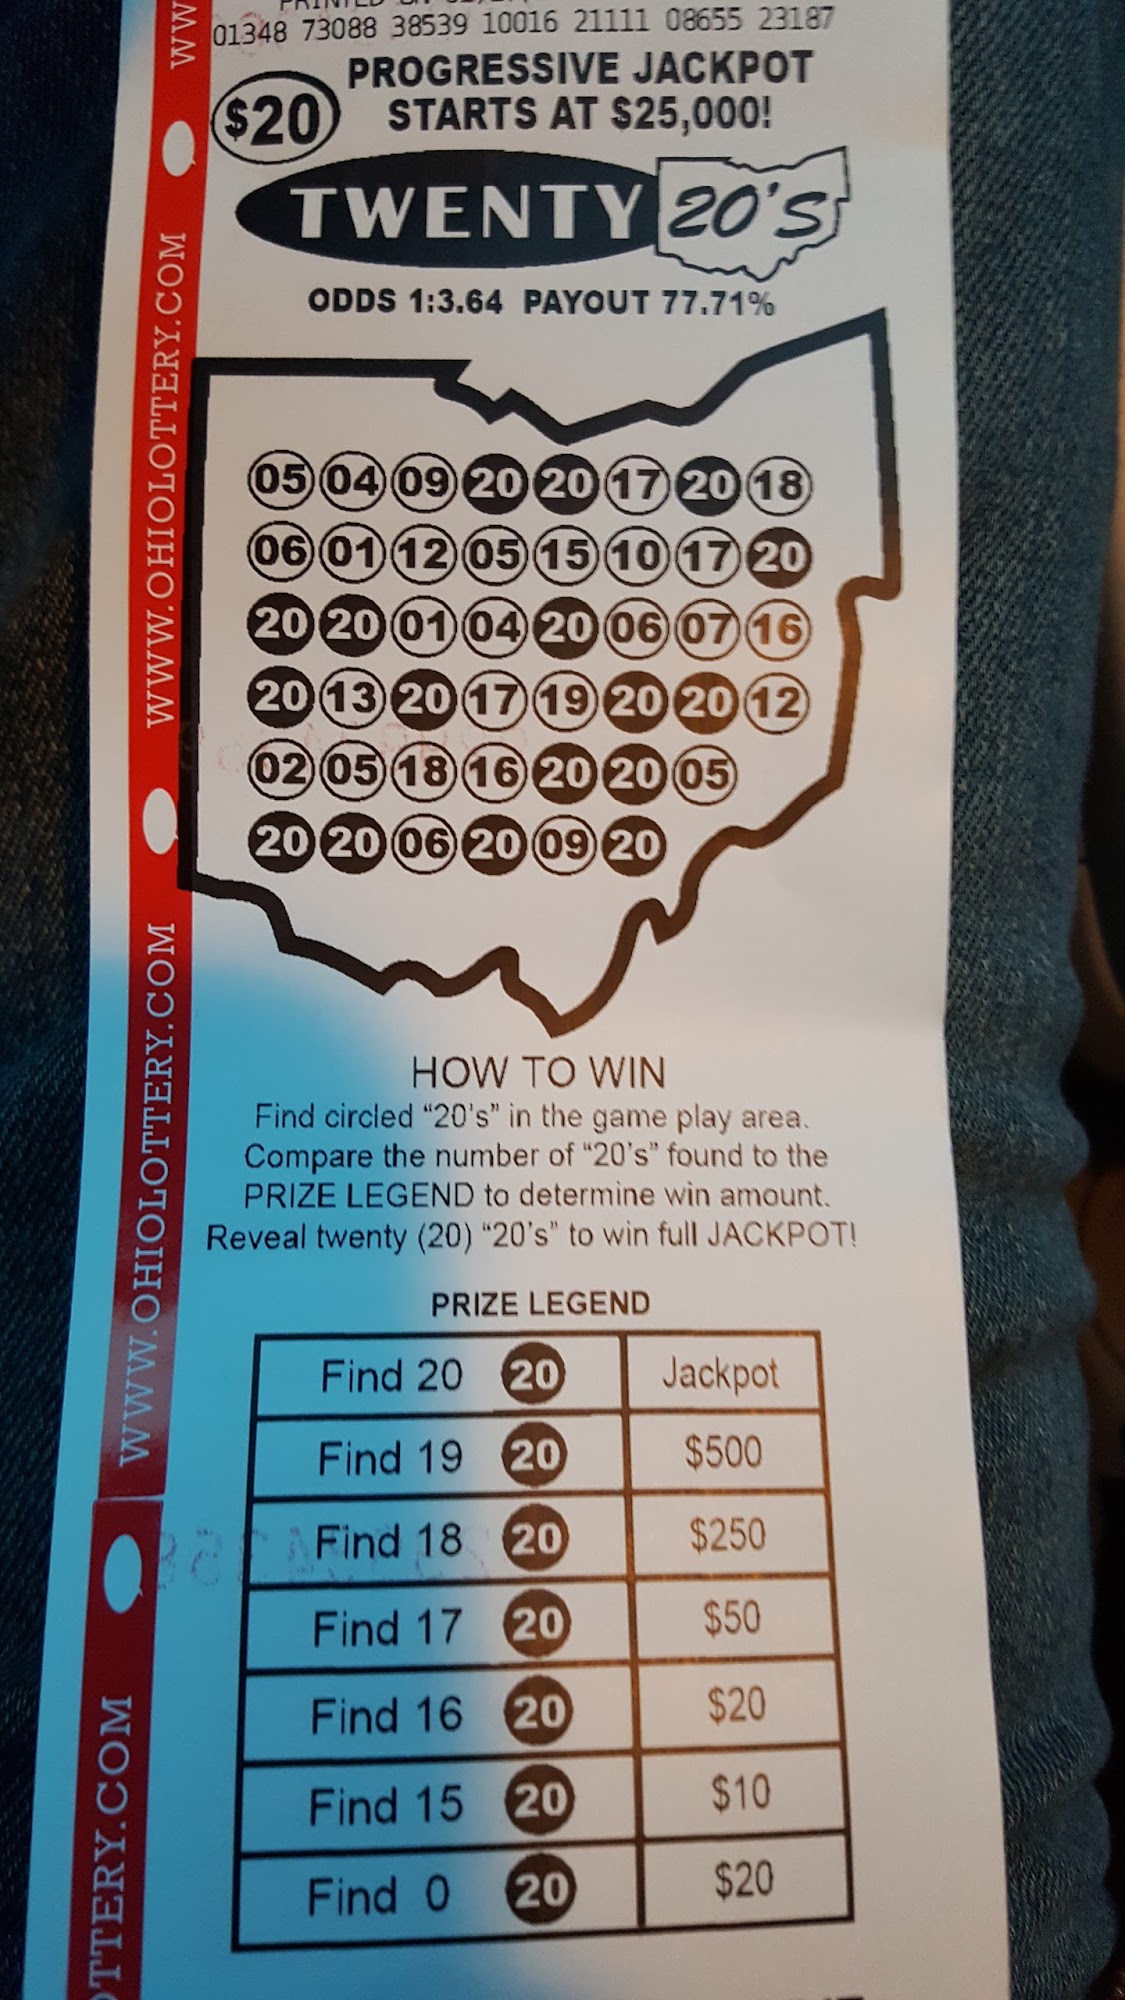 01348 73088 38539 10016 21111 08655 23187
$20
PROGRESSIVE JACKPOT
STARTS AT $25,000!
TWENTY 20'S
ODDS 1:3.64 PAYOUT 77.71%
05 04 09 20 20 17 20 18
06 01 12 05 15 10 17 20
20 20 01 04 20 06 07 16
20 13 20 17 19 20 20 12
02 05 18 16 20 20 05
20 20 06 20 09 20
HOW TO WIN
Find circled "20's" in the game play area.
Compare the number of "20's" found to the
PRIZE LEGEND to determine win amount.
Reveal twenty (20) "20's" to win full JACKPOT!
PRIZE LEGEND
Find 20 20 Jackpot
Find 19 20 $500
Find 18 20 $250
Find 17 20 $50
Find 16 20 $20
Find 15 20 $10
Find 0 20 $20
WW
WWW.OHIOLOTTERY.COM
WWW.OHIOLOTTERY.COM
OTTERY.COM